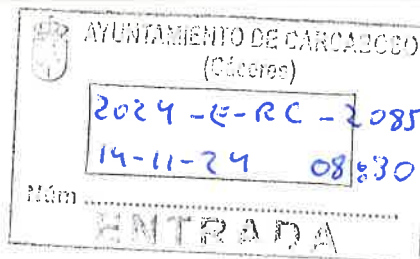 AYUNTAMIENTO DE CARCABOSO
(Cáceres)
2024-E-RC-2085
14-11-24 08:30
Núm.....................................
ENTRADA